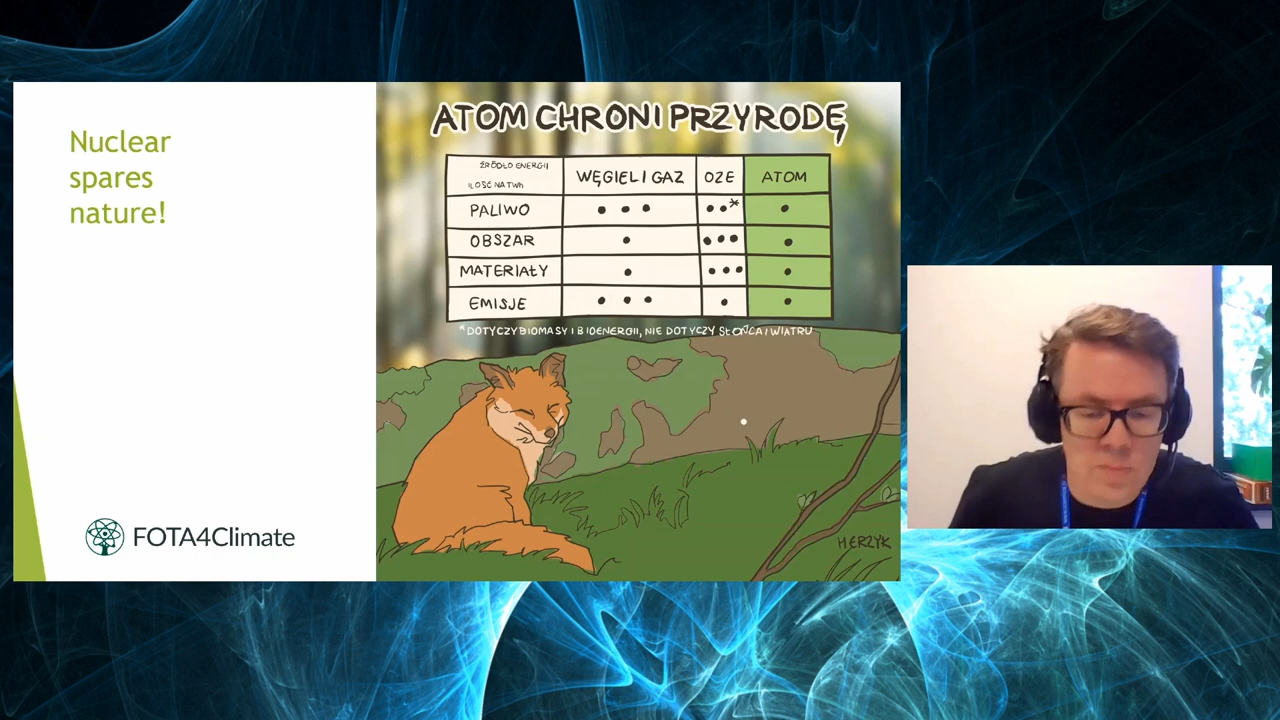 Nuclear
spares
nature!
FOTA4Climate
ATOM CHRONI PRZYRODĘ
ŹRÓDŁO ENERGII
ILOŚĆ NA TWh
WĘGIEL I GAZ
OZE
ATOM
PALIWO
*
OBSZAR
MATERIAŁY
EMISJE
*DOTYCZY BIOMASY I BIOENERGII, NIE DOTYCZY SŁOŃCA I WIATRU
MERZYK